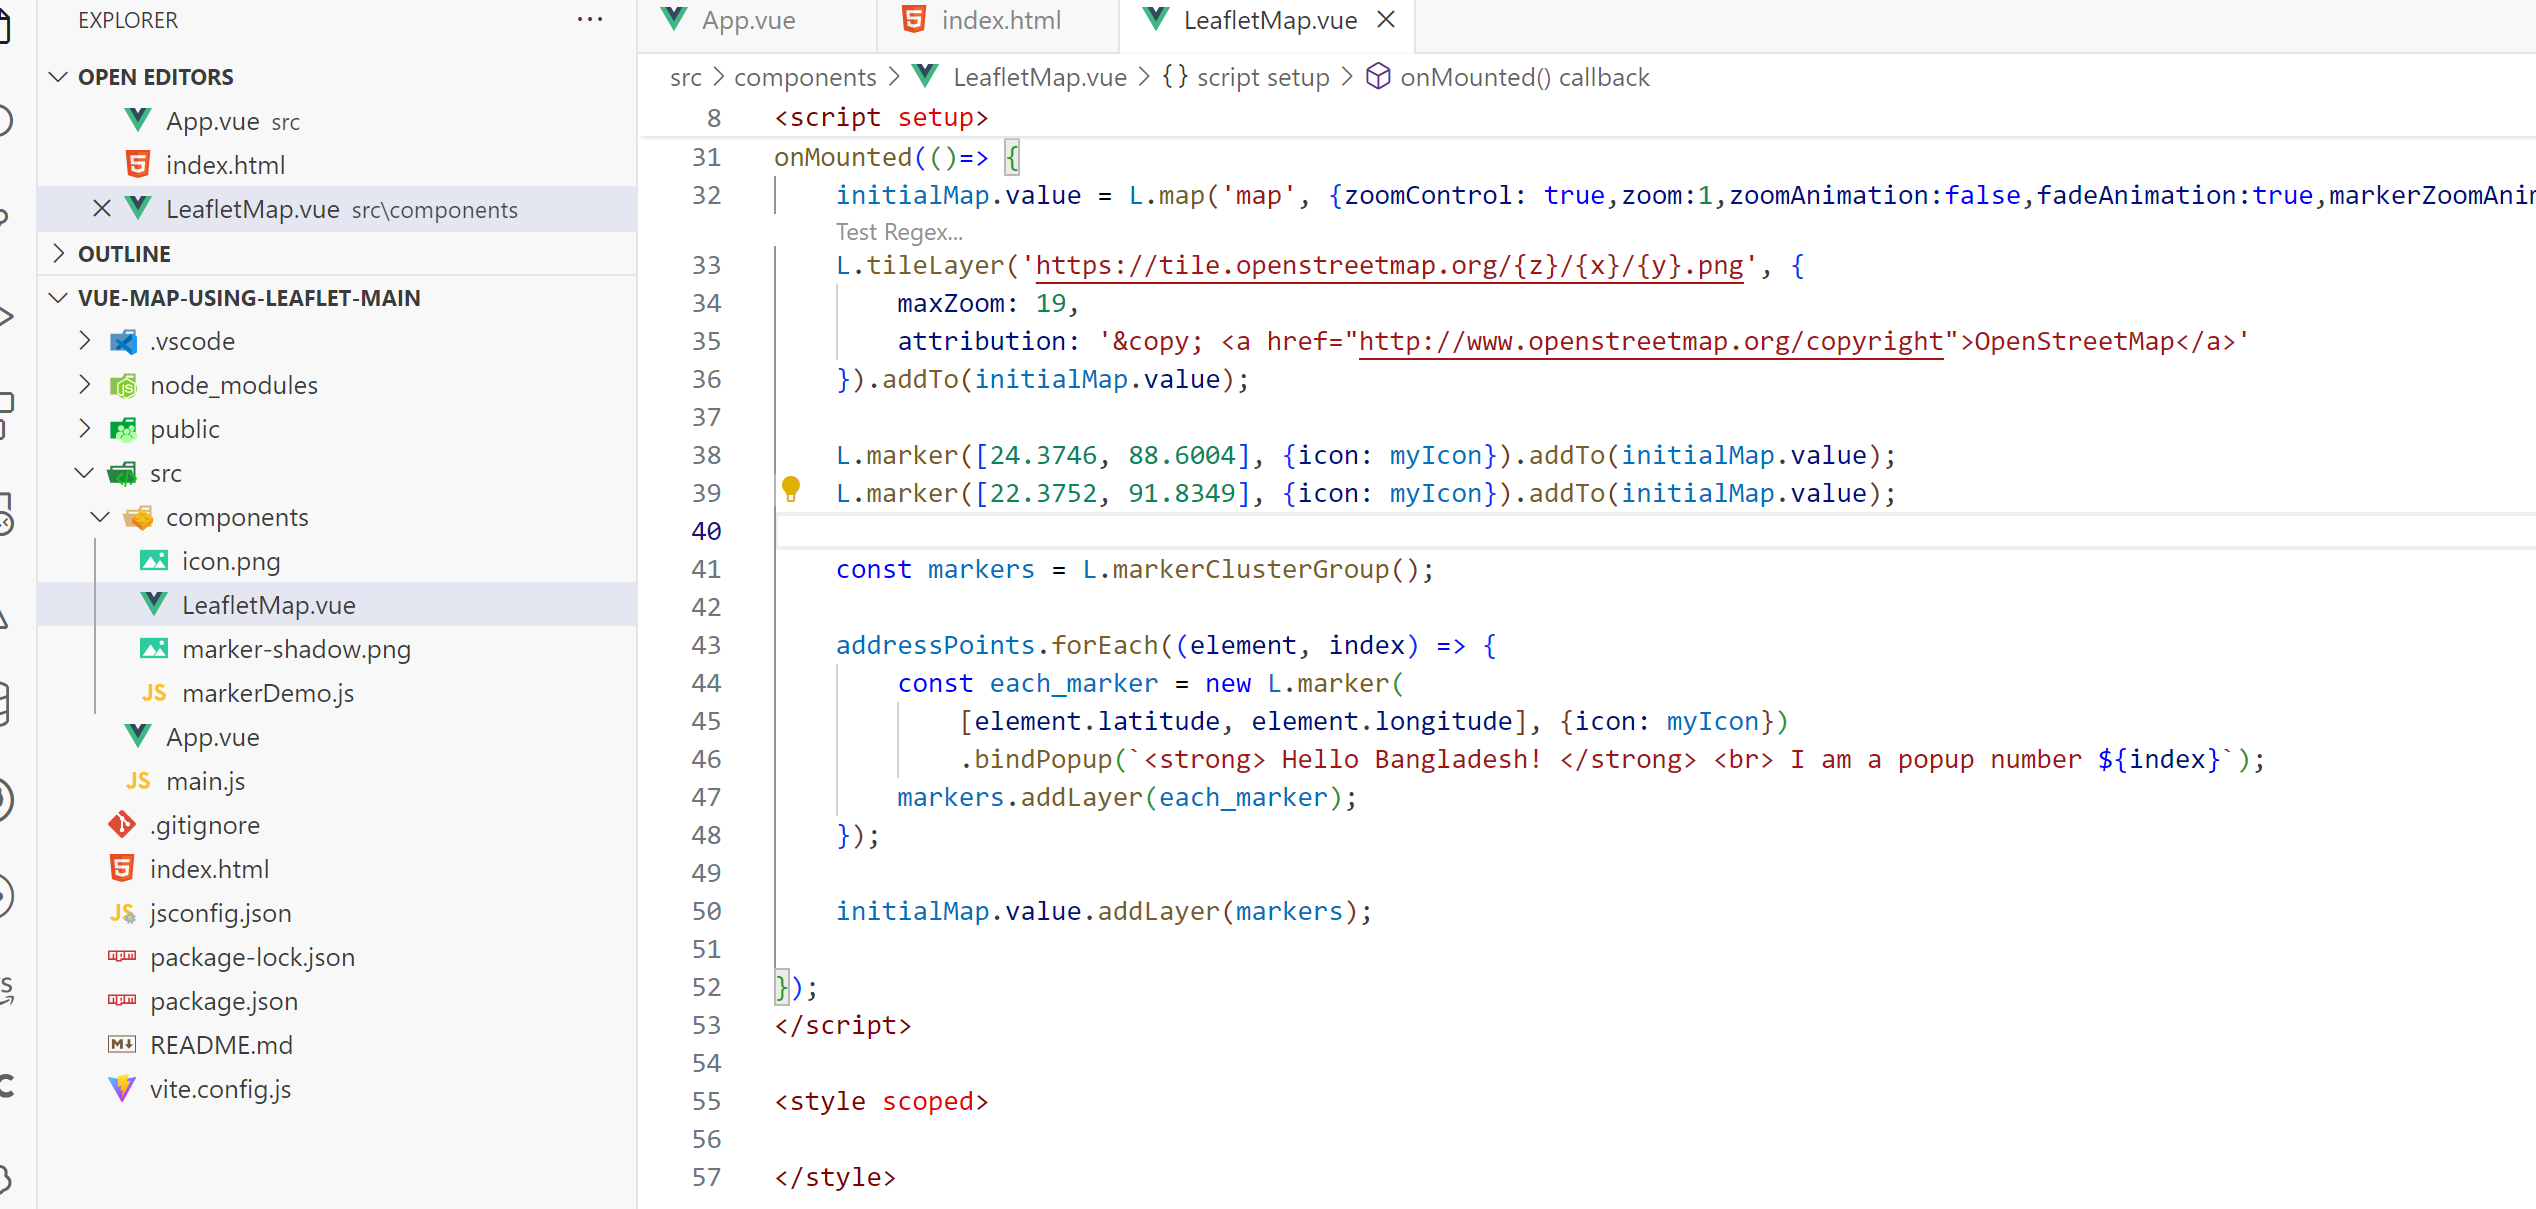 EXPLORER
···
OPEN EDITORS
App.vue src
index.html
LeafletMap.vue src\components
OUTLINE
VUE-MAP-USING-LEAFLET-MAIN
.vscode
node_modules
public
src
components
icon.png
LeafletMap.vue
marker-shadow.png
JS markerDemo.js
App.vue
JS main.js
.gitignore
index.html
JS jsconfig.json
package-lock.json
package.json
README.md
vite.config.js
App.vue
index.html
LeafletMap.vue
src > components > LeafletMap.vue > {} script setup > onMounted() callback
8 <script setup>
31 onMounted(()=> {
32 initialMap.value = L.map('map', {zoomControl: true,zoom:1,zoomAnimation:false,fadeAnimation:true,markerZoomAni
Test Regex...
33 L.tileLayer('https://tile.openstreetmap.org/{z}/{x}/{y}.png', {
34 maxZoom: 19,
35 attribution: '&copy; <a href="http://www.openstreetmap.org/copyright">OpenStreetMap</a>'
36 }).addTo(initialMap.value);
37
38 L.marker([24.3746, 88.6004], {icon: myIcon}).addTo(initialMap.value);
39 L.marker([22.3752, 91.8349], {icon: myIcon}).addTo(initialMap.value);
40
41 const markers = L.markerClusterGroup();
42
43 addressPoints.forEach((element, index) => {
44 const each_marker = new L.marker(
45 [element.latitude, element.longitude], {icon: myIcon})
46 .bindPopup(`<strong> Hello Bangladesh! </strong> <br> I am a popup number ${index}`);
47 markers.addLayer(each_marker);
48 });
49
50 initialMap.value.addLayer(markers);
51
52 });
53 </script>
54
55 <style scoped>
56
57 </style>